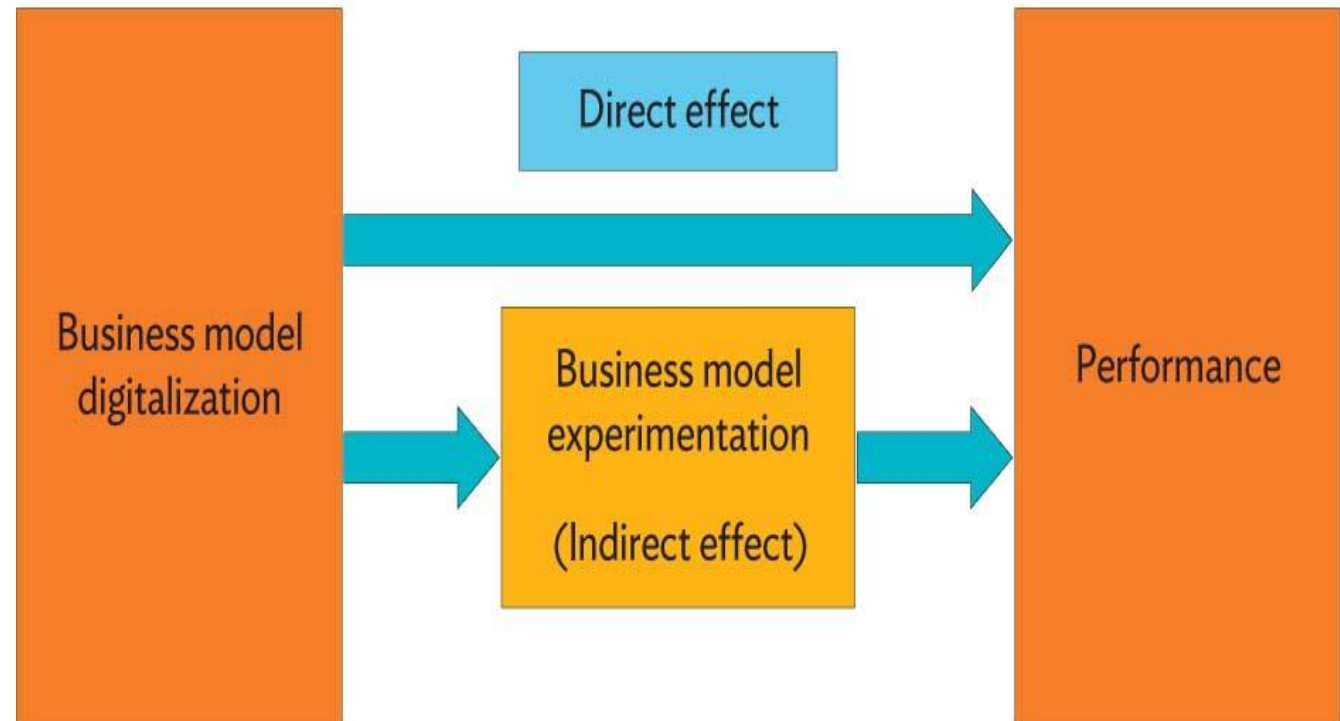 Direct effect
Business model
digitalization
Business model
experimentation
(Indirect effect)
Performance